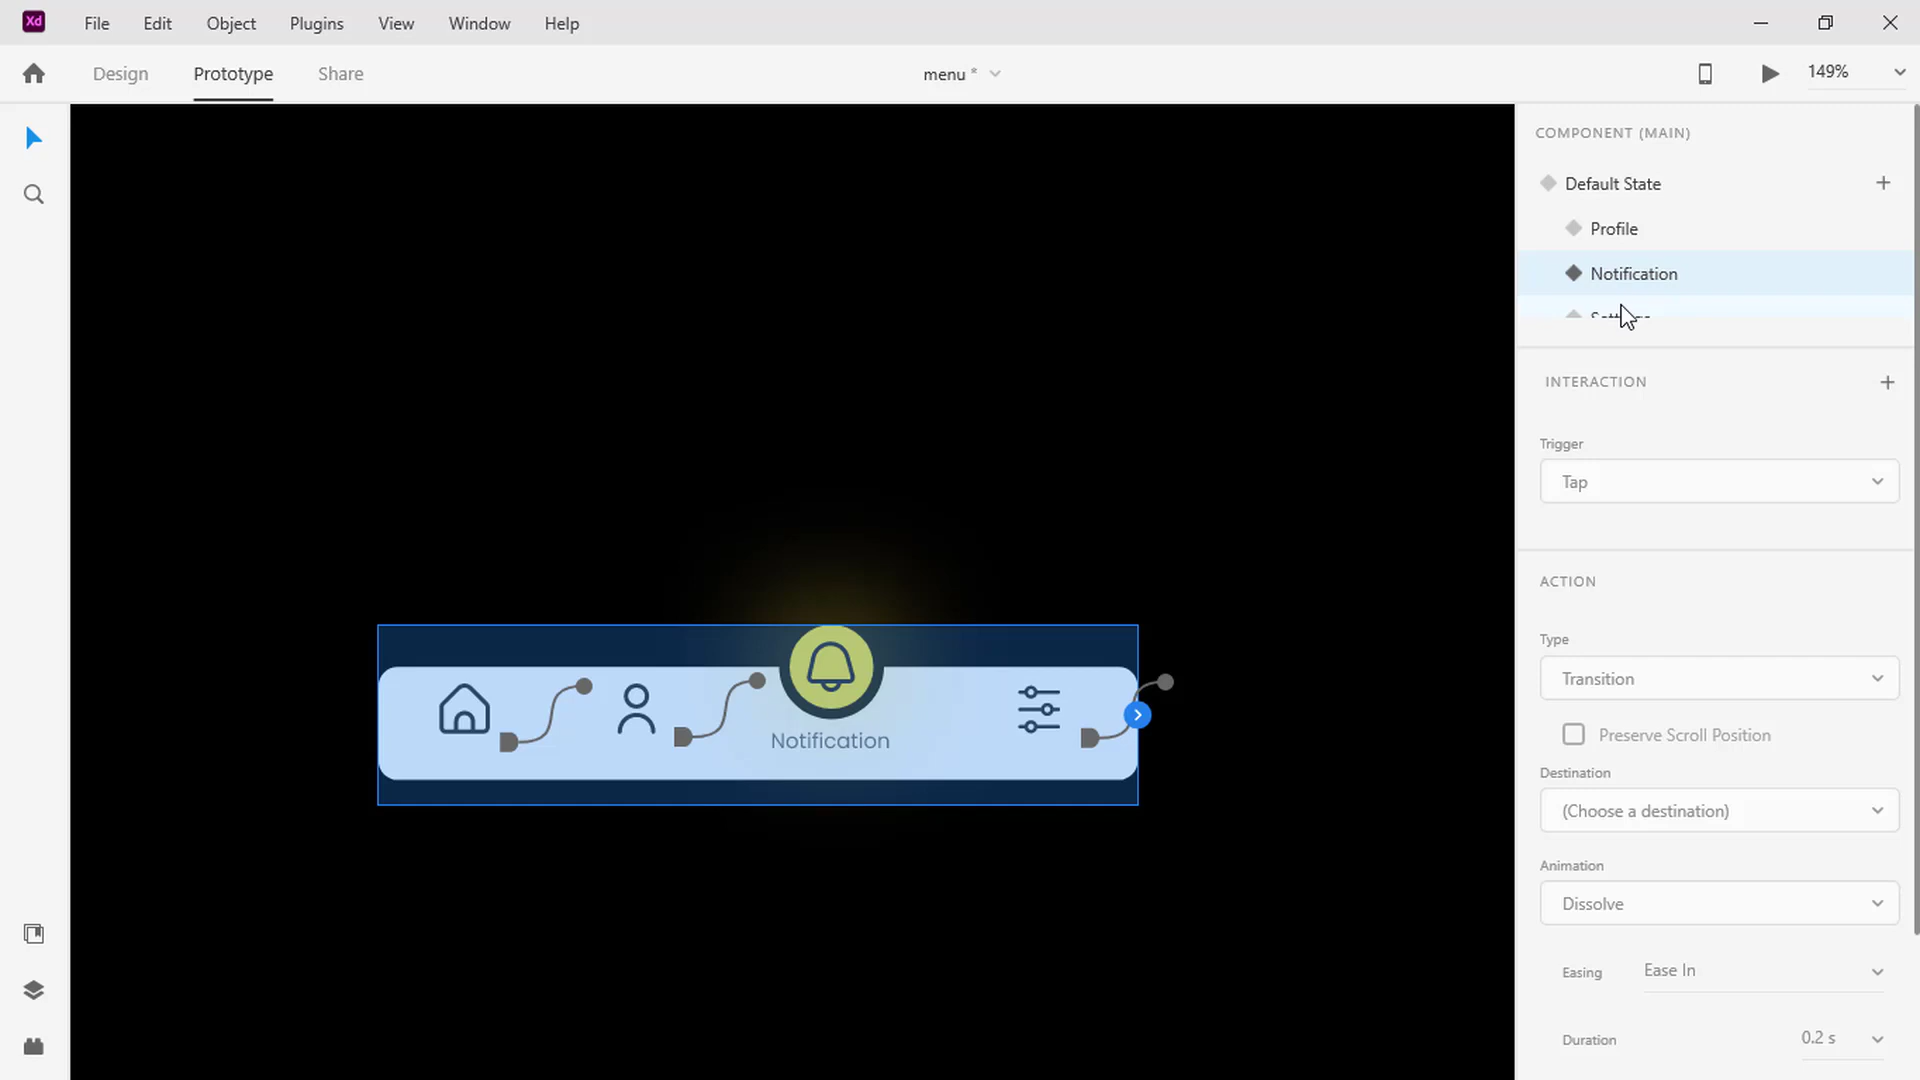 Xd File Edit Object Plugins View Window Help
Design Prototype Share menu * 149%
COMPONENT (MAIN)
Default State
Profile
Notification
INTERACTION
Trigger
Tap
ACTION
Type
Transition
Preserve Scroll Position
Destination
(Choose a destination)
Animation
Dissolve
Easing Ease In
Duration 0.2 s
Notification